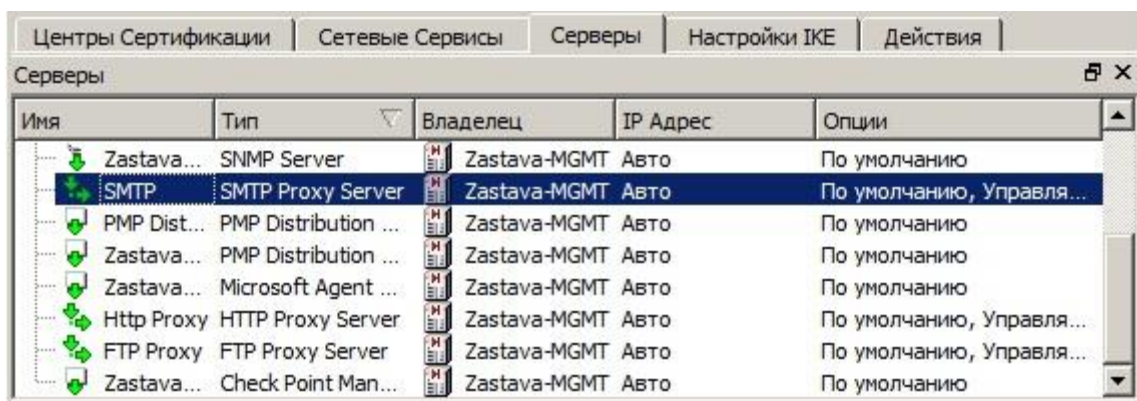 Центры Сертификации Сетевые Сервисы Серверы Настройки IKE Действия
Серверы
Имя Тип Владелец IP Адрес Опции
Zastava... SNMP Server Zastava-MGMT Авто По умолчанию
SMTP SMTP Proxy Server Zastava-MGMT Авто По умолчанию, Управля...
PMP Dist... PMP Distribution ... Zastava-MGMT Авто По умолчанию
Zastava... PMP Distribution ... Zastava-MGMT Авто По умолчанию
Zastava... Microsoft Agent ... Zastava-MGMT Авто По умолчанию
Http Proxy HTTP Proxy Server Zastava-MGMT Авто По умолчанию, Управля...
FTP Proxy FTP Proxy Server Zastava-MGMT Авто По умолчанию, Управля...
Zastava... Check Point Man... Zastava-MGMT Авто По умолчанию